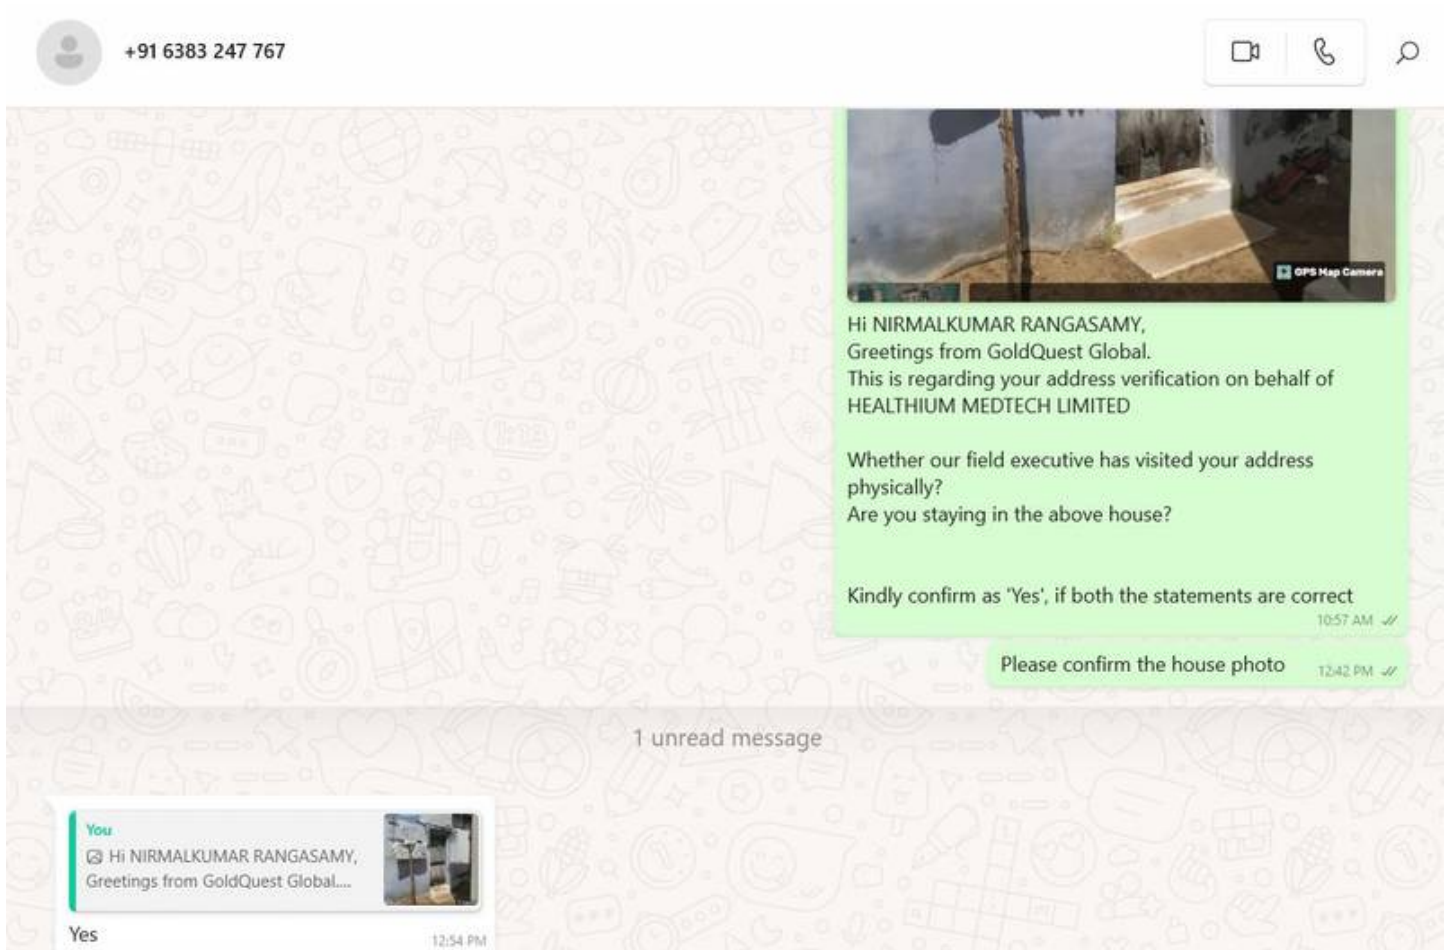 +91 6383 247 767
GPS Map Camera
Hi NIRMALKUMAR RANGASAMY,
Greetings from GoldQuest Global.
This is regarding your address verification on behalf of
HEALTHIUM MEDTECH LIMITED
Whether our field executive has visited your address
physically?
Are you staying in the above house?
Kindly confirm as 'Yes', if both the statements are correct
10:57 AM
Please confirm the house photo 12:42 PM
1 unread message
You
Hi NIRMALKUMAR RANGASAMY,
Greetings from GoldQuest Global....
Yes 12:54 PM